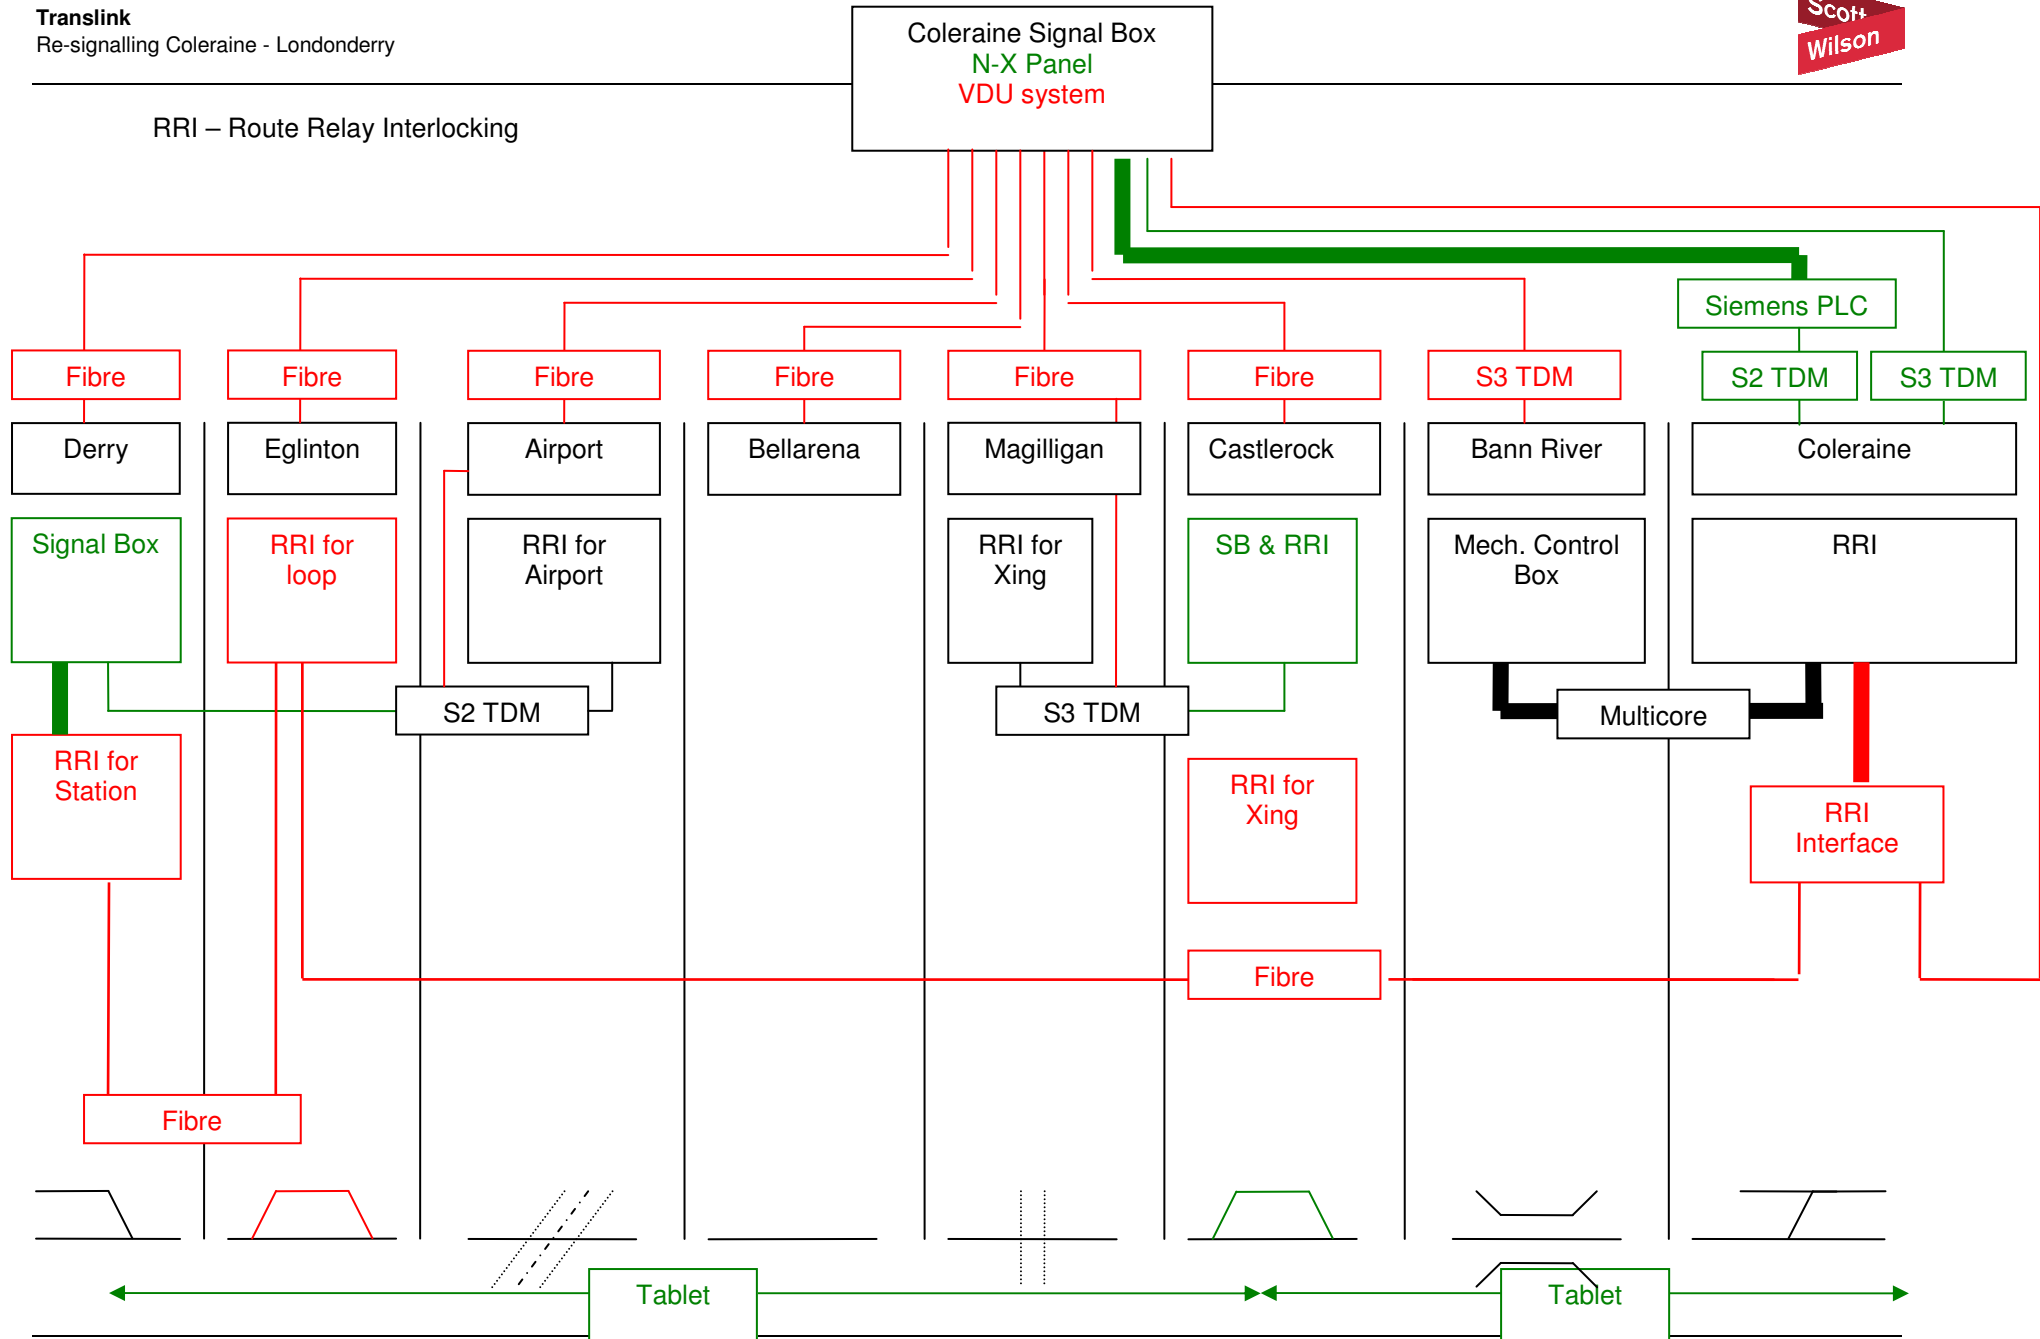 Translink
Re-signalling Coleraine - Londonderry
Coleraine Signal Box
N-X Panel
VDU system
Scott
Wilson
RRI – Route Relay Interlocking
Siemens PLC
Fibre
Fibre
Fibre
Fibre
Fibre
Fibre
S3 TDM
S2 TDM
S3 TDM
Derry
Eglinton
Airport
Bellarena
Magilligan
Castlerock
Bann River
Coleraine
Signal Box
RRI for
loop
RRI for
Airport
RRI for
Xing
SB & RRI
Mech. Control
Box
RRI
S2 TDM
S3 TDM
Multicore
RRI for
Station
RRI for
Xing
RRI
Interface
Fibre
Fibre
Tablet
Tablet